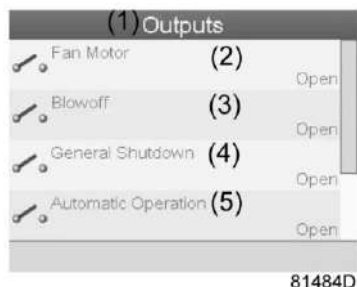 (1) Outputs
Fan Motor (2)
Open
Blowoff (3)
Open
General Shutdown (4)
Open
Automatic Operation (5)
Open
81484D